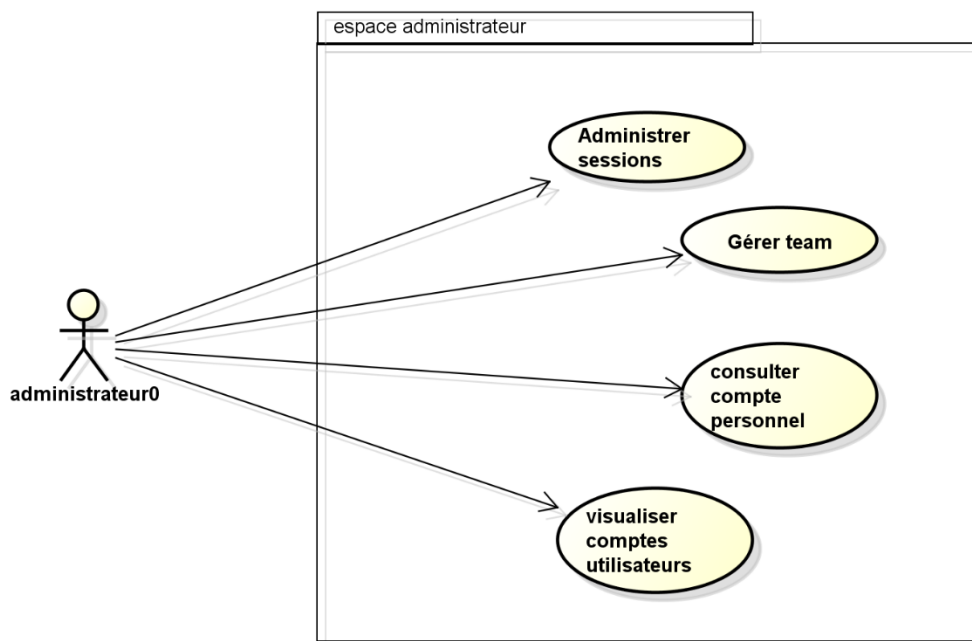 espace administrateur
Administrer
sessions
Gérer team
administrateur0
consulter
compte
personnel
visualiser
comptes
utilisateurs